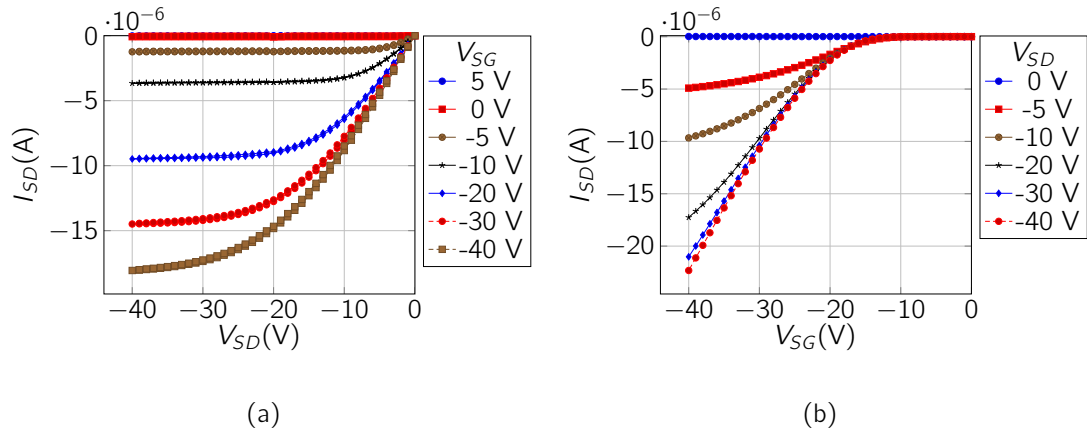 ·10⁻⁶
0
−5
−10
−15
I_SD(A)
−40 −30 −20 −10 0
V_SD(V)
V_SG
5 V
0 V
-5 V
-10 V
-20 V
-30 V
-40 V
(a)
·10⁻⁶
0
−5
−10
−15
−20
I_SD(A)
−40 −30 −20 −10 0
V_SG(V)
V_SD
0 V
-5 V
-10 V
-20 V
-30 V
-40 V
(b)